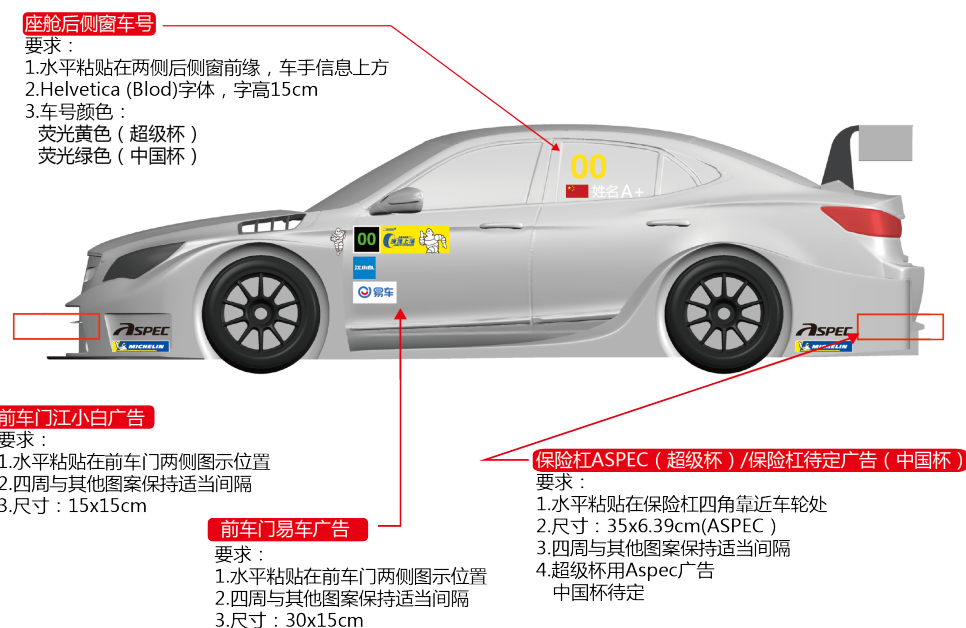 座舱后侧窗车号
要求：
1.水平粘贴在两侧后侧窗前缘，车手信息上方
2.Helvetica (Blod)字体，字高15cm
3.车号颜色：
荧光黄色（超级杯）
荧光绿色（中国杯）
00
姓名A+
00
易车
ASPEC
MICHELIN
ASPEC
MICHELIN
前车门江小白广告
要求：
1.水平粘贴在前车门两侧图示位置
2.四周与其他图案保持适当间隔
3.尺寸：15x15cm
前车门易车广告
要求：
1.水平粘贴在前车门两侧图示位置
2.四周与其他图案保持适当间隔
3.尺寸：30x15cm
保险杠ASPEC（超级杯）/保险杠待定广告（中国杯）
要求：
1.水平粘贴在保险杠四角靠近车轮处
2.尺寸：35x6.39cm(ASPEC）
3.四周与其他图案保持适当间隔
4.超级杯用Aspec广告
中国杯待定